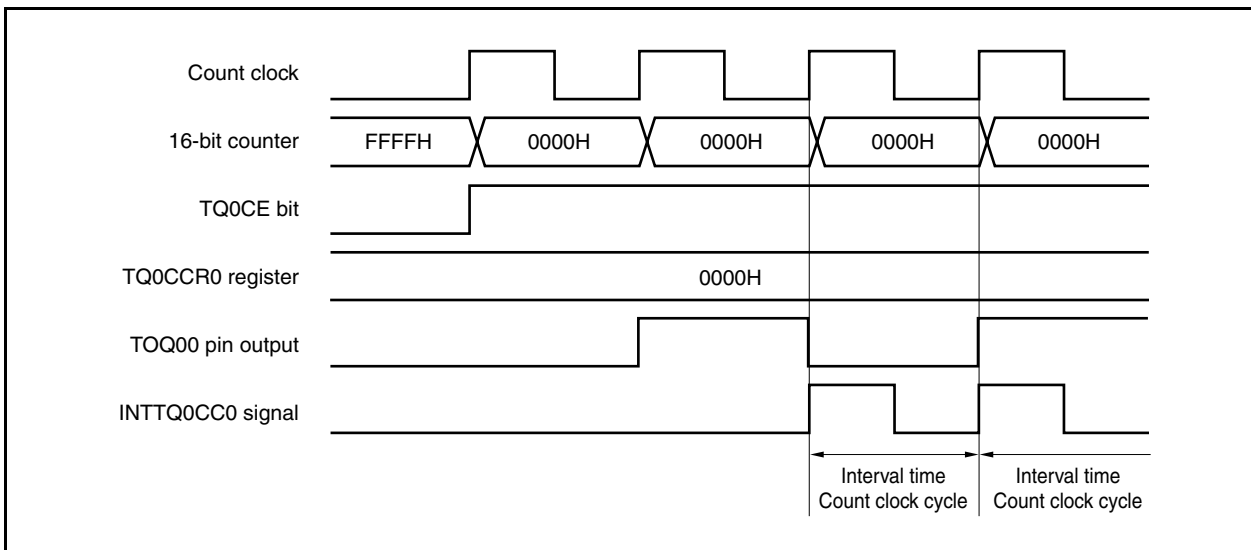 Count clock
16-bit counter
FFFFH
0000H
0000H
0000H
0000H
TQ0CE bit
TQ0CCR0 register
0000H
TOQ00 pin output
INTTQ0CC0 signal
Interval time
Count clock cycle
Interval time
Count clock cycle